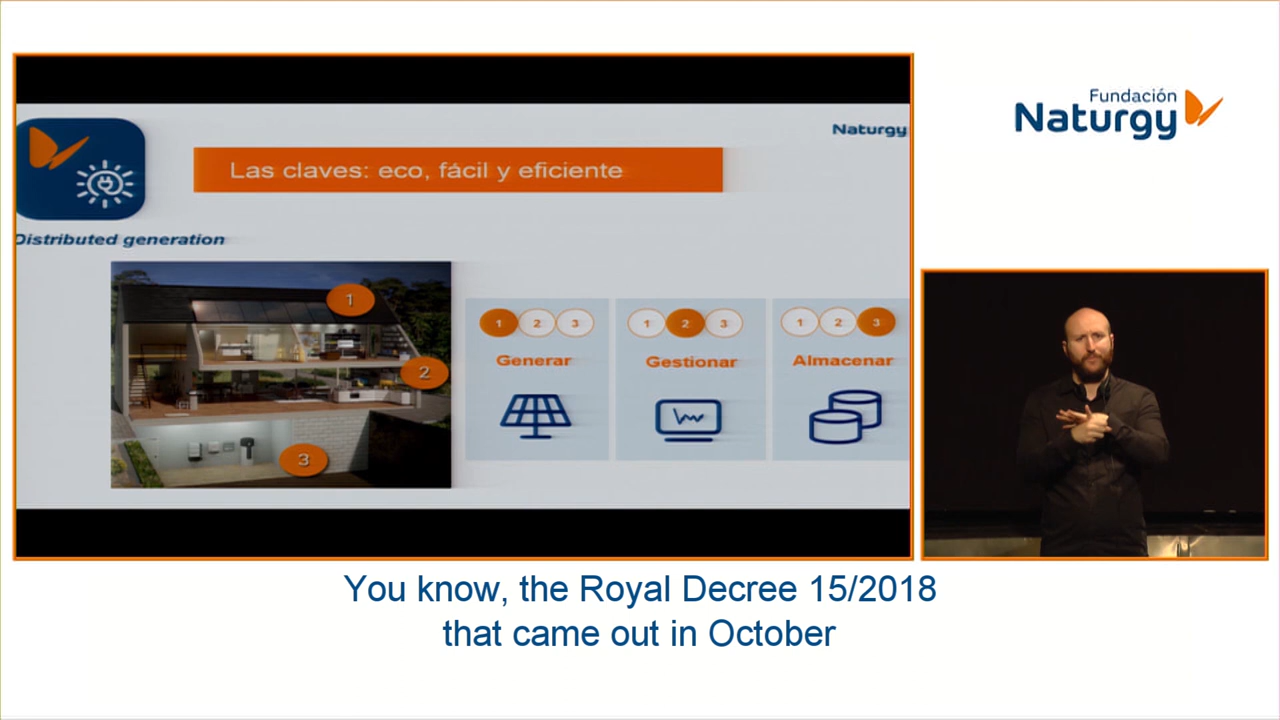 Fundación
Naturgy
Naturgy
Las claves: eco, fácil y eficiente
Distributed generation
1
2
3
1 2 3
Generar
1 2 3
Gestionar
1 2 3
Almacenar
You know, the Royal Decree 15/2018
that came out in October